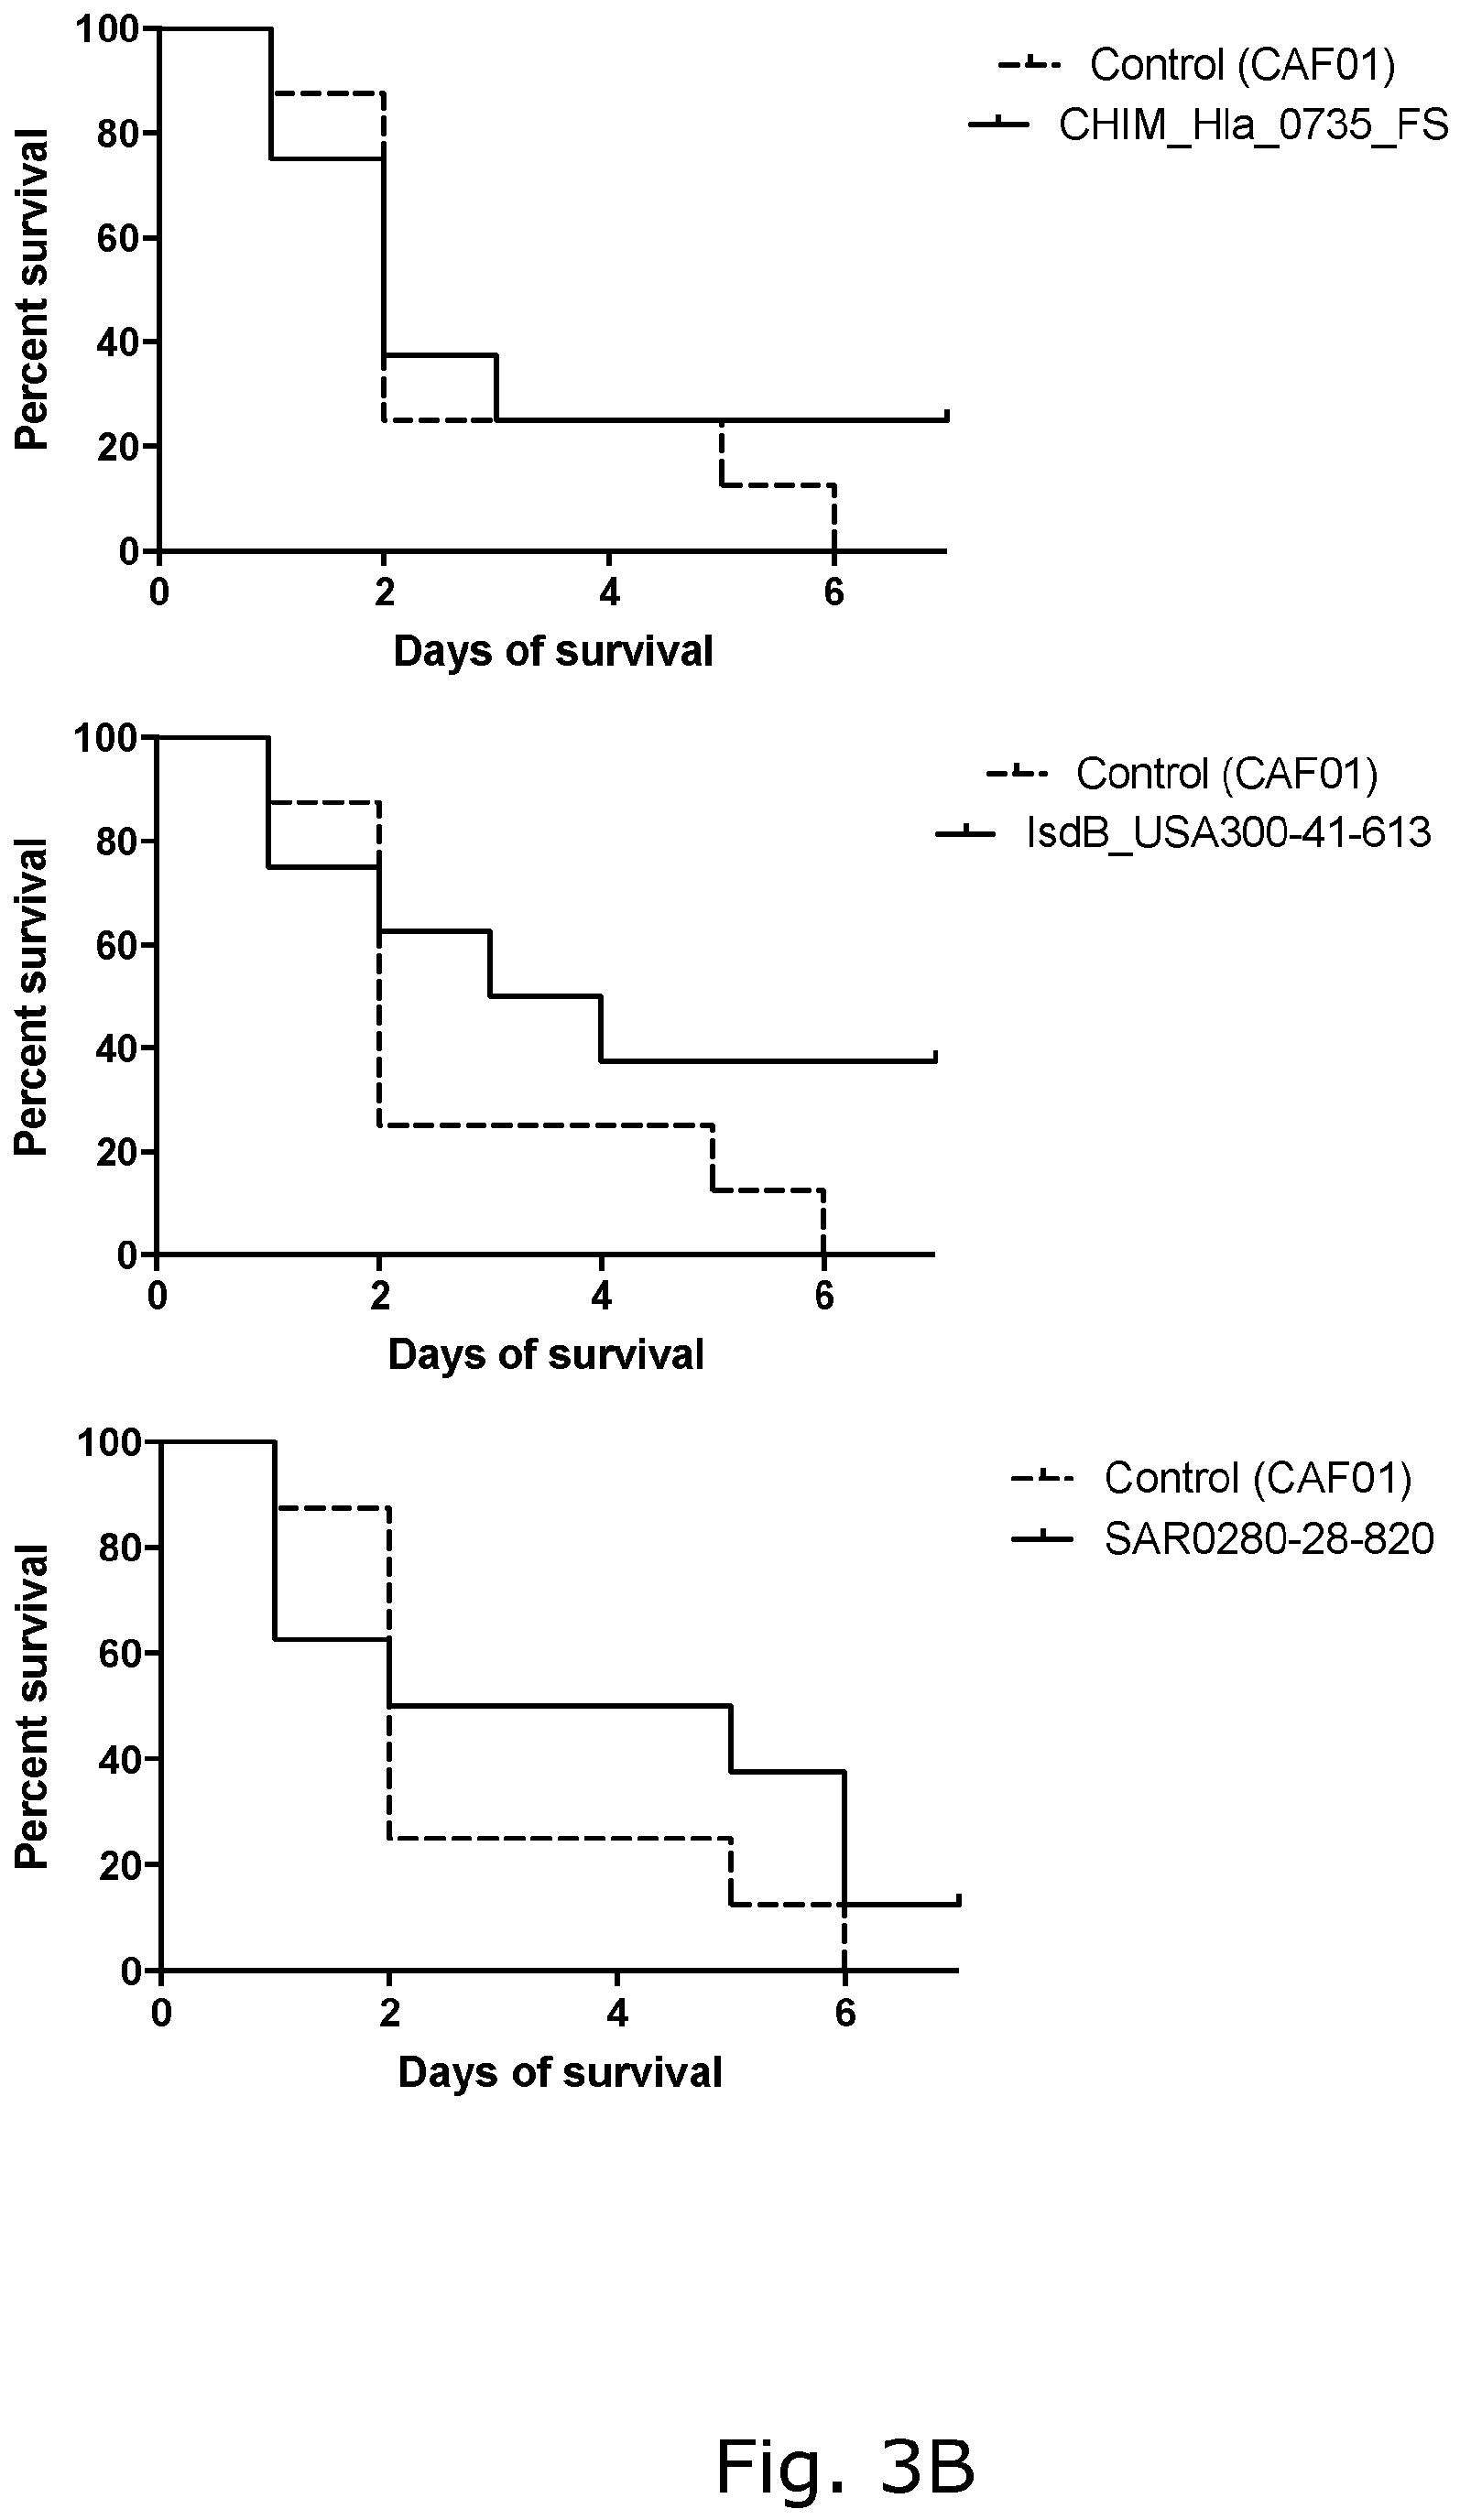 100
80
60
40
20
0
Percent survival
0 2 4 6
Days of survival
Control (CAF01)
CHIM_Hla_0735_FS
100
80
60
40
20
0
Percent survival
0 2 4 6
Days of survival
Control (CAF01)
IsdB_USA300-41-613
100
80
60
40
20
0
Percent survival
0 2 4 6
Days of survival
Control (CAF01)
SAR0280-28-820
Fig. 3B